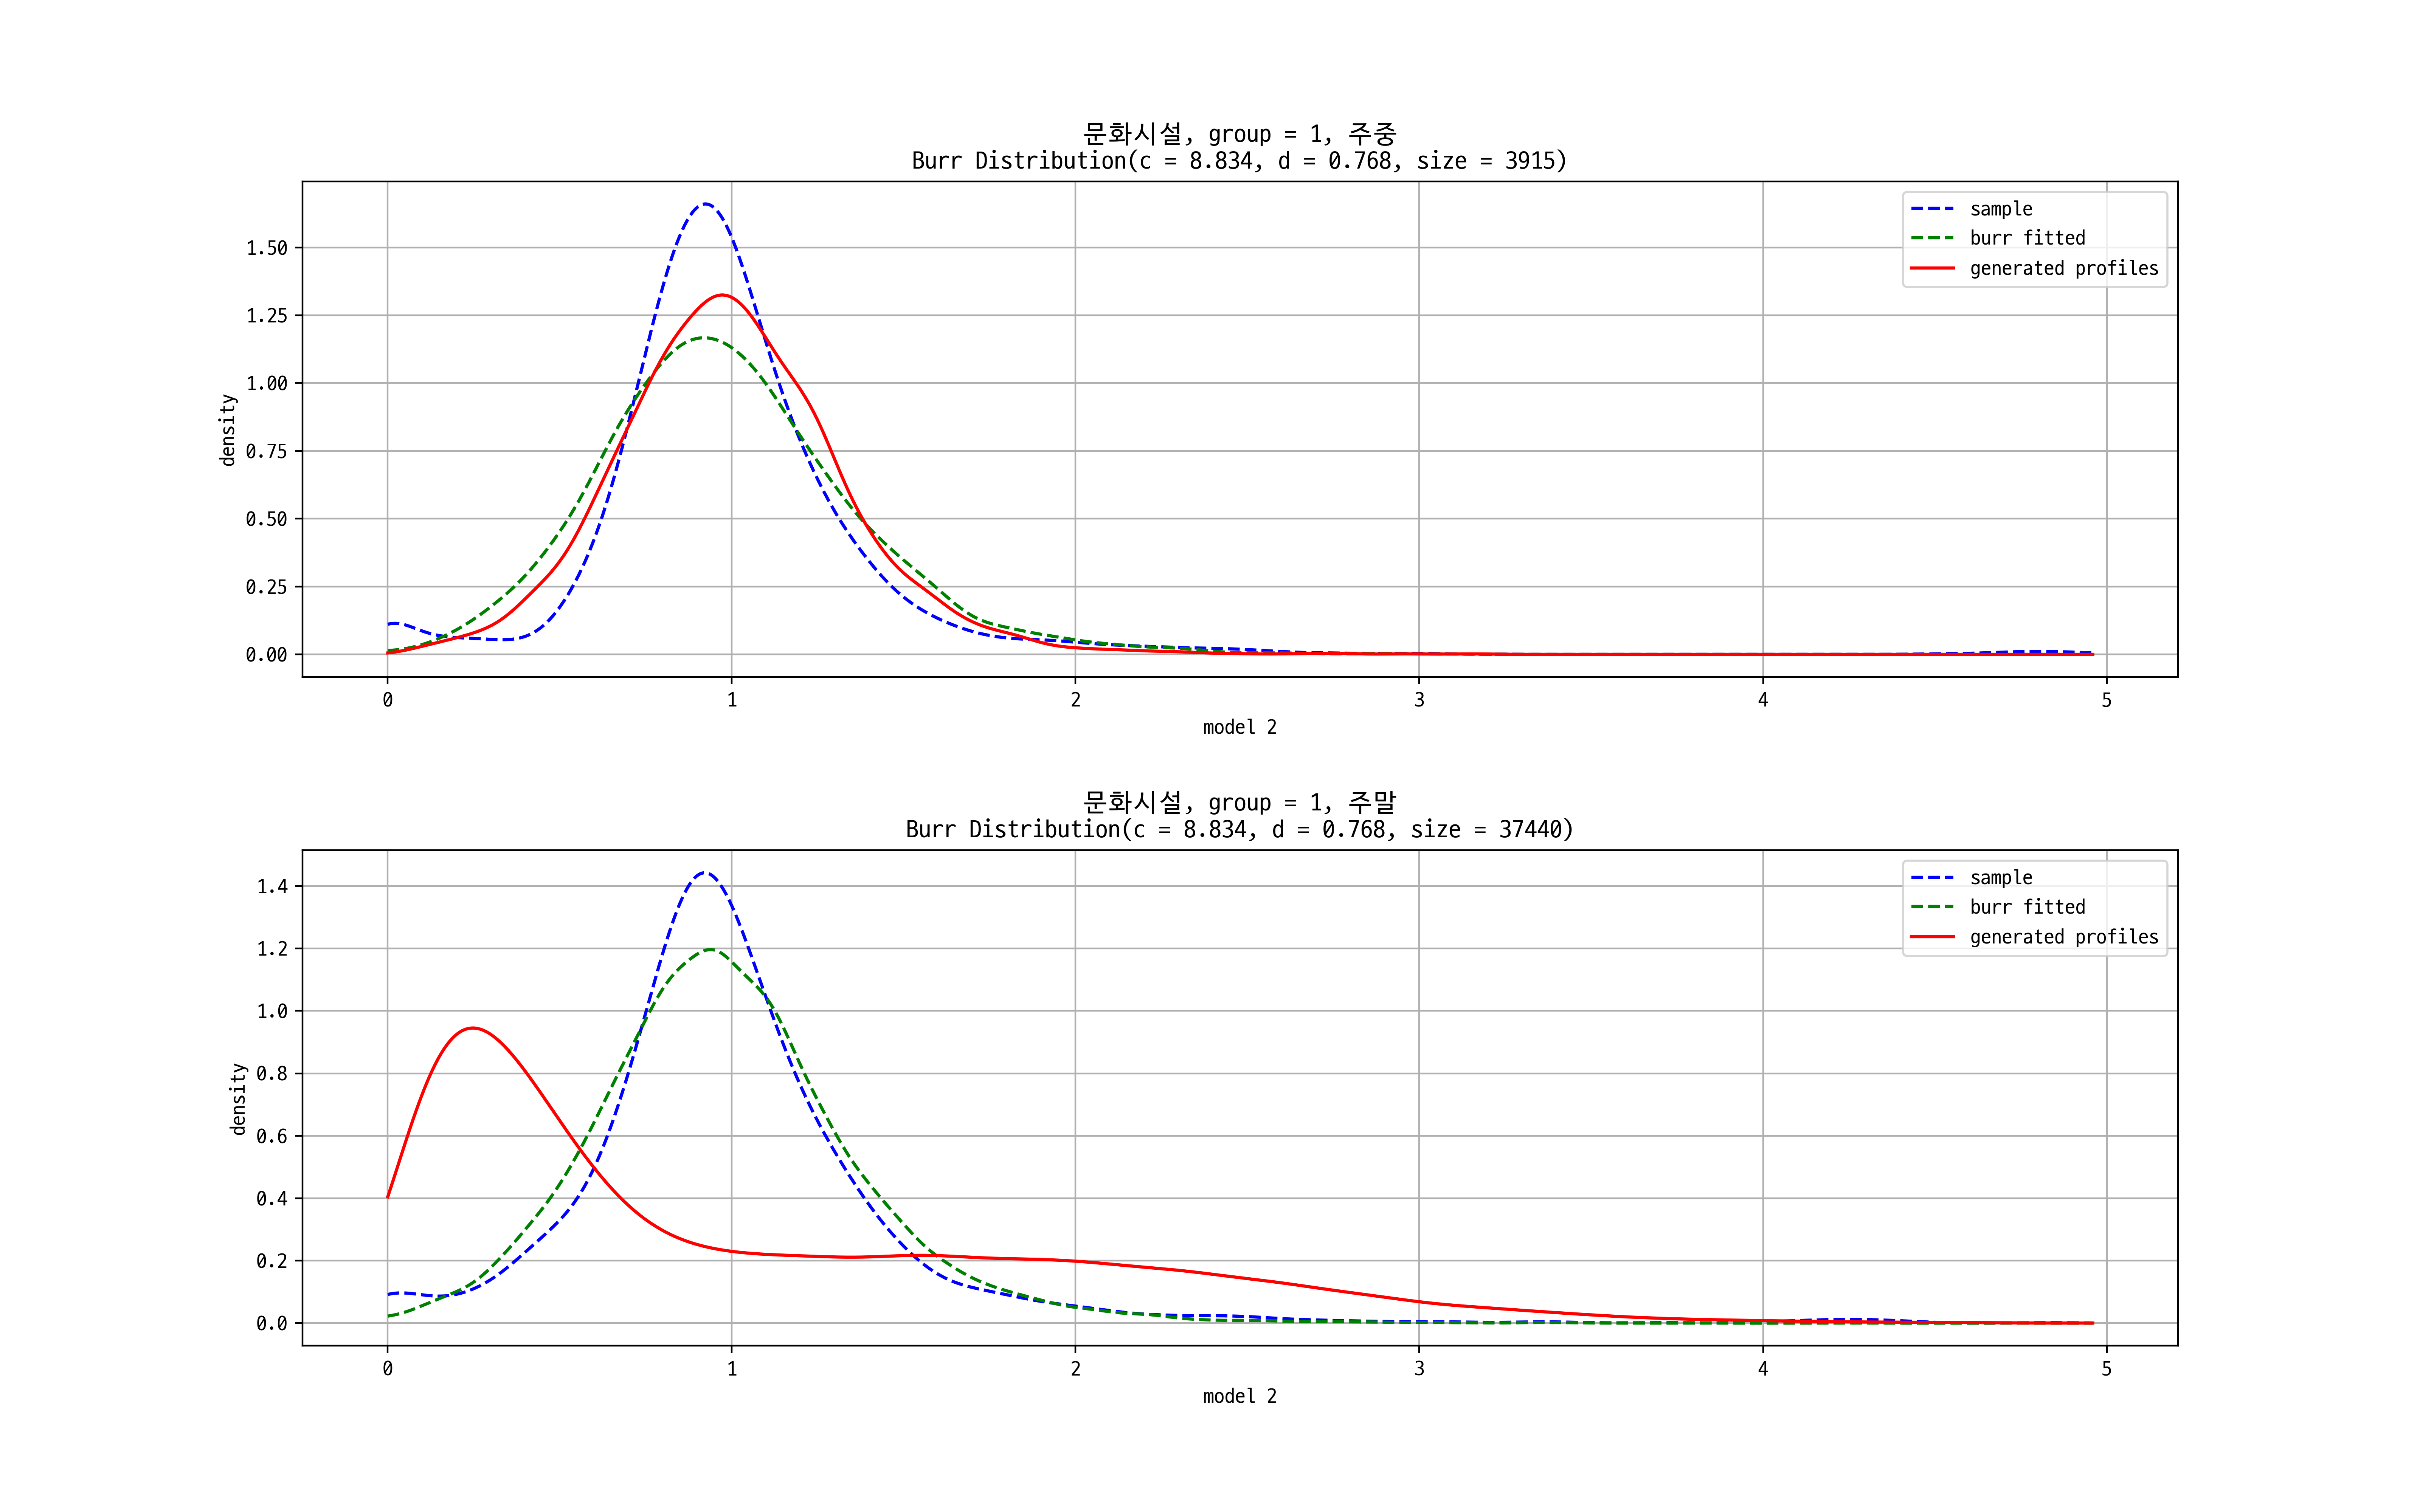 문화시설, group = 1, 주중
Burr Distribution(c = 8.834, d = 0.768, size = 3915)
sample
burr fitted
generated profiles
density
1.50
1.25
1.00
0.75
0.50
0.25
0.00
0 1 2 3 4 5
model 2
문화시설, group = 1, 주말
Burr Distribution(c = 8.834, d = 0.768, size = 37440)
sample
burr fitted
generated profiles
density
1.4
1.2
1.0
0.8
0.6
0.4
0.2
0.0
0 1 2 3 4 5
model 2